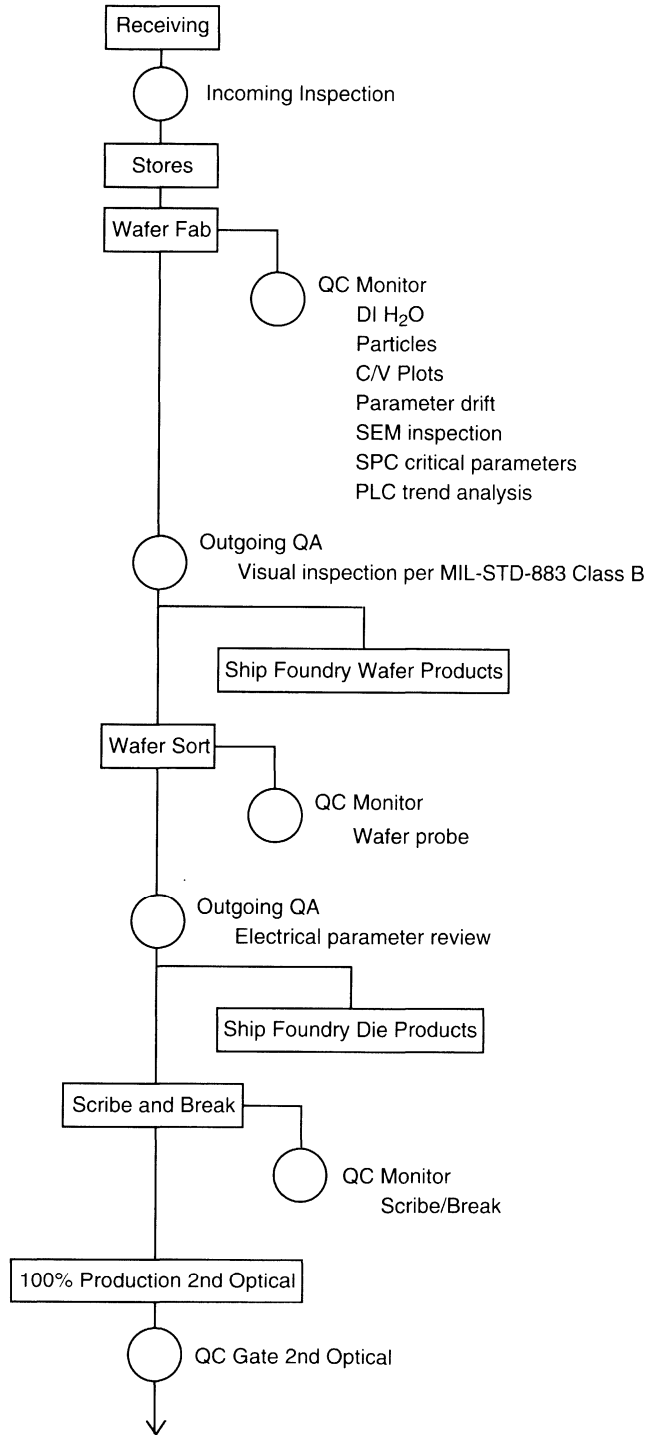 Receiving
Incoming Inspection
Stores
Wafer Fab
QC Monitor
DI H₂O
Particles
C/V Plots
Parameter drift
SEM inspection
SPC critical parameters
PLC trend analysis
Outgoing QA
Visual inspection per MIL-STD-883 Class B
Ship Foundry Wafer Products
Wafer Sort
QC Monitor
Wafer probe
Outgoing QA
Electrical parameter review
Ship Foundry Die Products
Scribe and Break
QC Monitor
Scribe/Break
100% Production 2nd Optical
QC Gate 2nd Optical